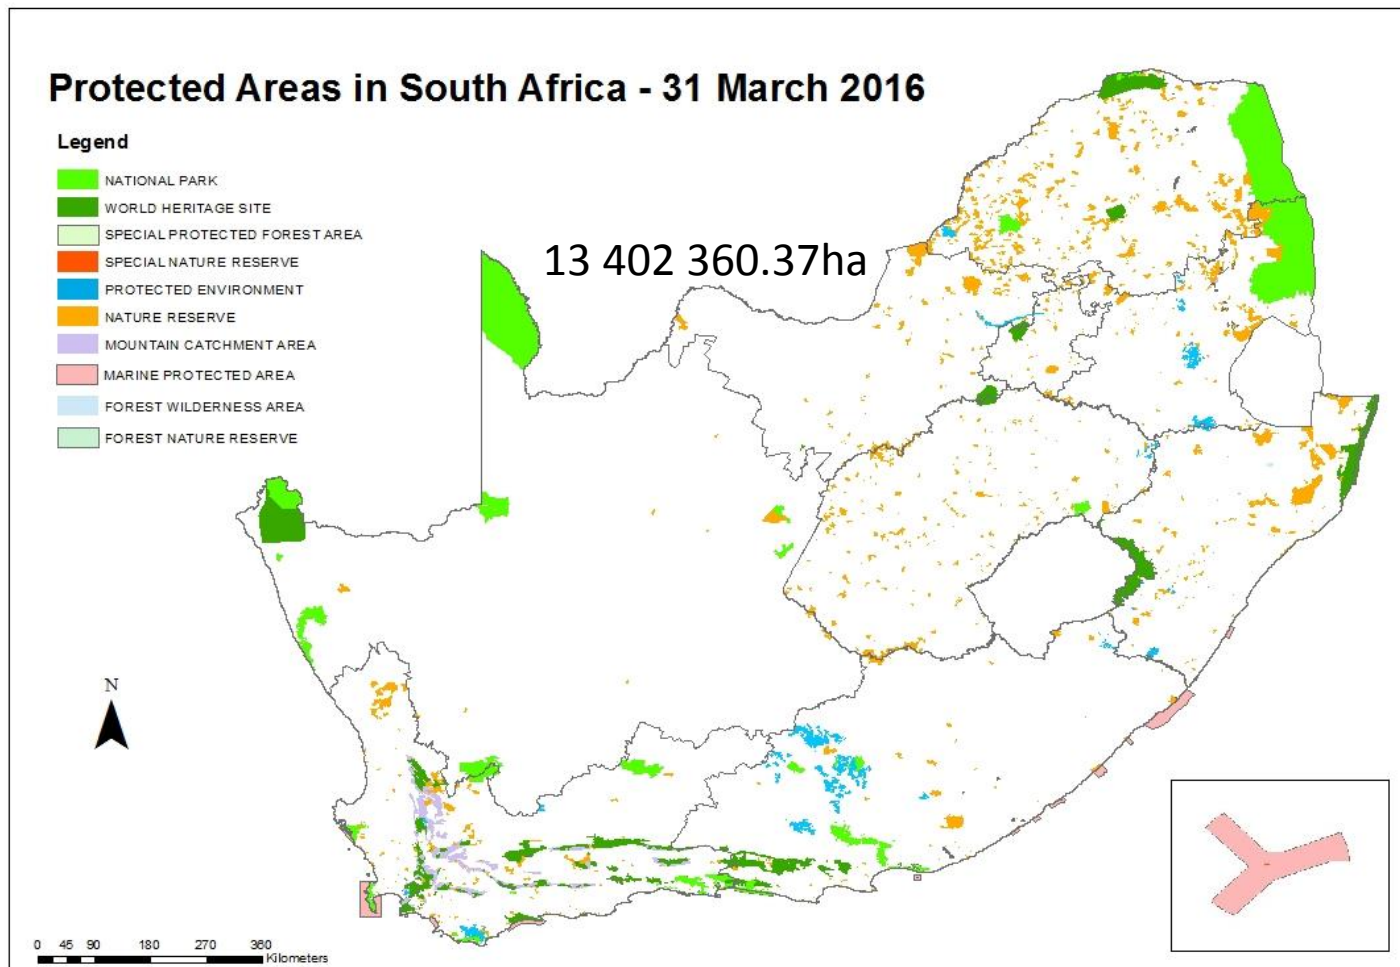 Protected Areas in South Africa - 31 March 2016
Legend
NATIONAL PARK
WORLD HERITAGE SITE
SPECIAL PROTECTED FOREST AREA
SPECIAL NATURE RESERVE
PROTECTED ENVIRONMENT
NATURE RESERVE
MOUNTAIN CATCHMENT AREA
MARINE PROTECTED AREA
FOREST WILDERNESS AREA
FOREST NATURE RESERVE
13 402 360.37ha
N
0 45 90 180 270 360
Kilometers